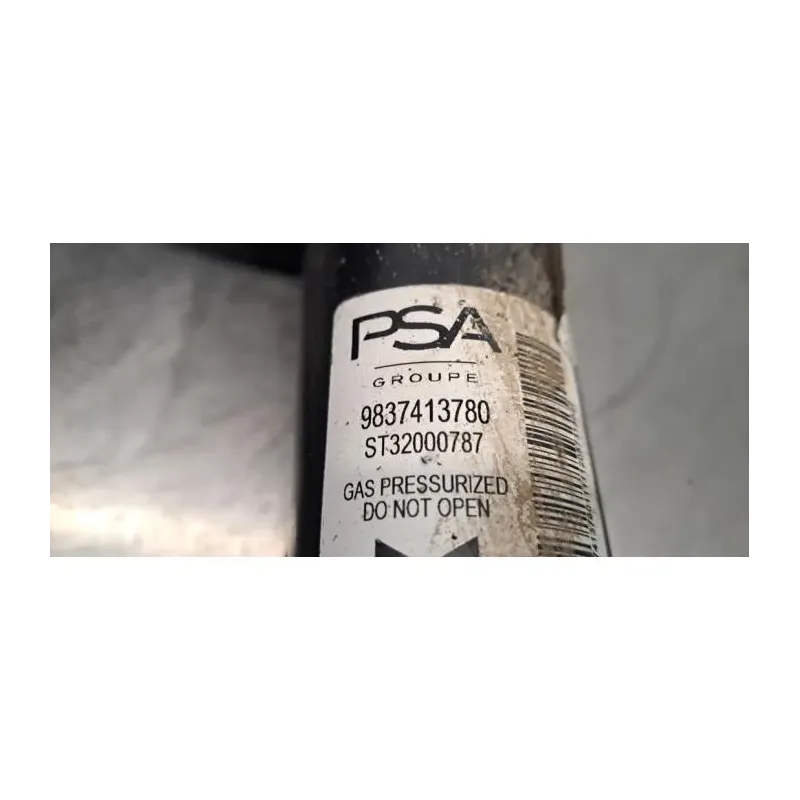 PSA
GROUPE
9837413780
ST32000787
GAS PRESSURIZED
DO NOT OPEN